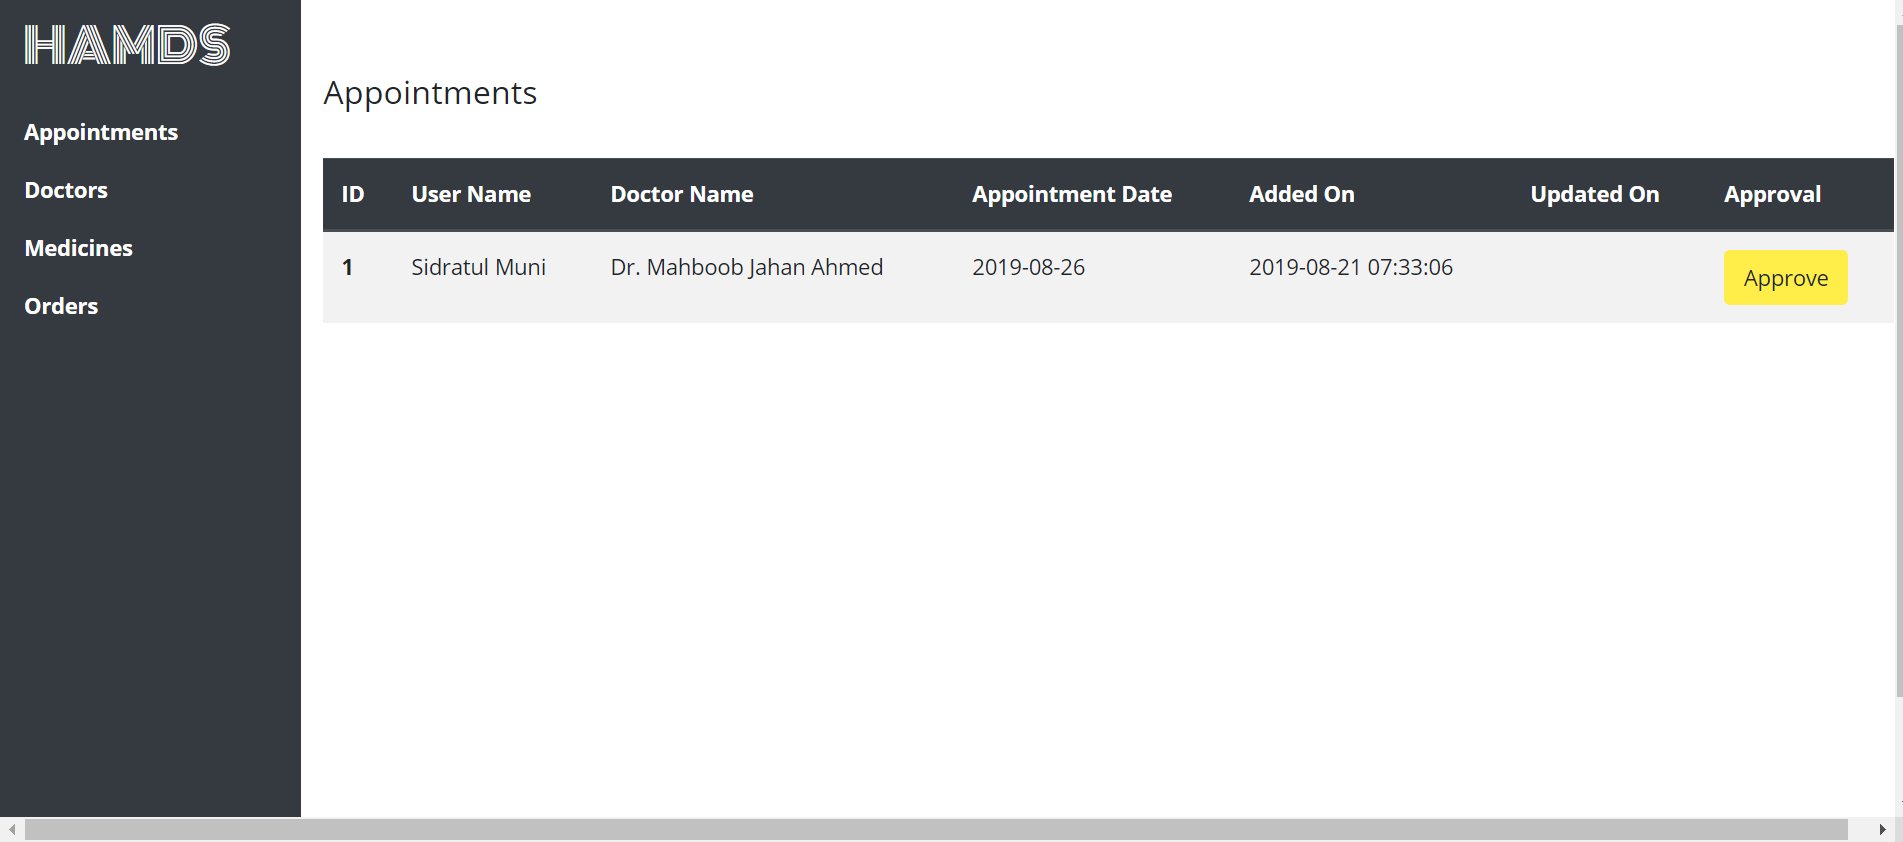 HAMDS
Appointments
Doctors
Medicines
Orders
Appointments
ID User Name Doctor Name Appointment Date Added On Updated On Approval
1 Sidratul Muni Dr. Mahboob Jahan Ahmed 2019-08-26 2019-08-21 07:33:06 Approve